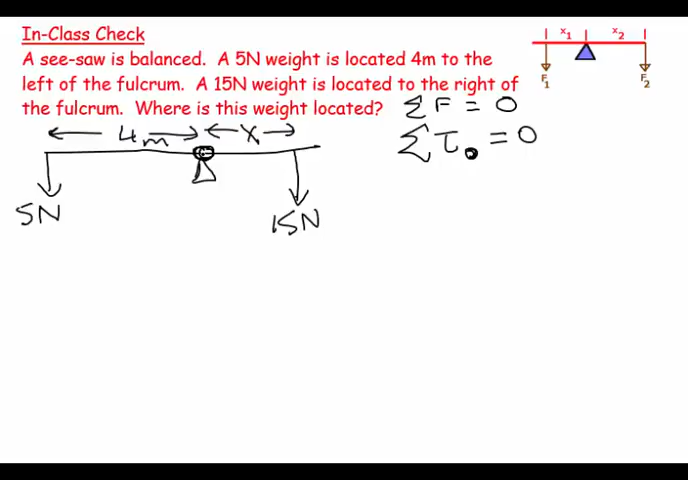 In-Class Check
A see-saw is balanced. A 5N weight is located 4m to the
left of the fulcrum. A 15N weight is located to the right of
the fulcrum. Where is this weight located?
x₁ x₂
F₁ F₂
ΣF = 0
Στ₀ = 0
4m x
5N 15N